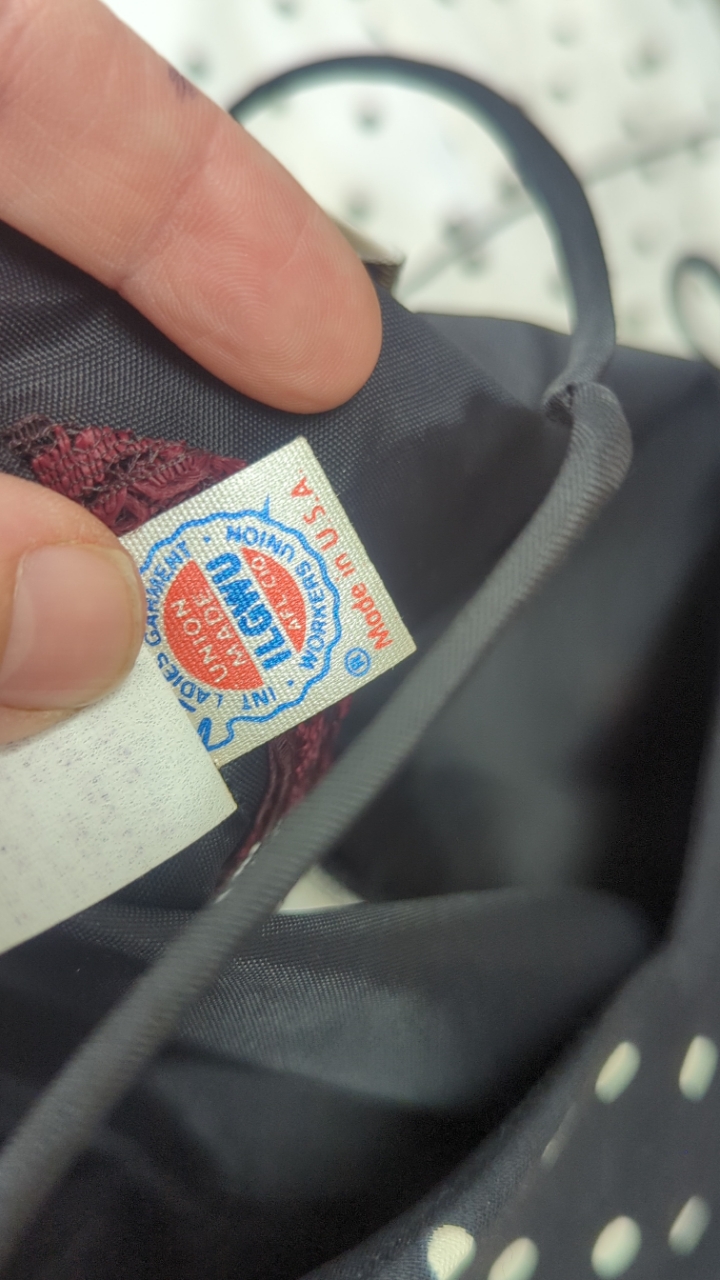 INT LADIES GARMENT
WORKERS UNION
UNION
MADE
ILGWU
AFL CIO
Made in U.S.A.
®